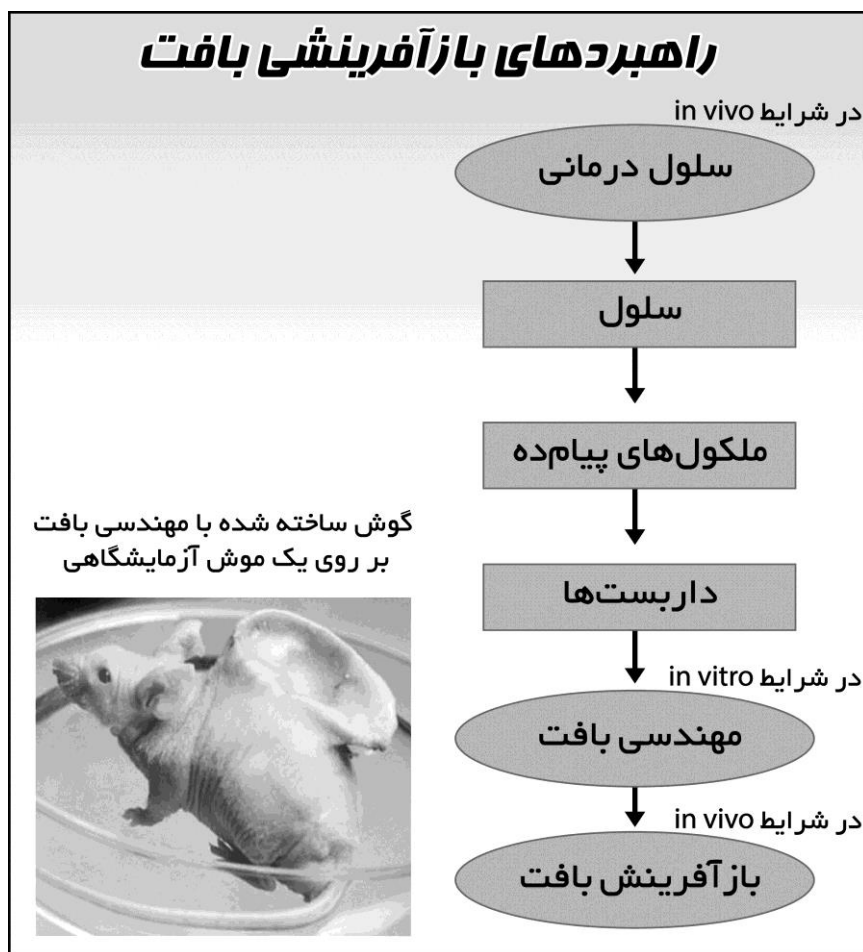 راهبردهای بازآفرینشی بافت
در شرایط in vivo
سلول درمانی
سلول
ملکول‌های پیام‌ده
داربست‌ها
در شرایط in vitro
مهندسی بافت
در شرایط in vivo
بازآفرینش بافت
گوش ساخته شده با مهندسی بافت
بر روی یک موش آزمایشگاهی